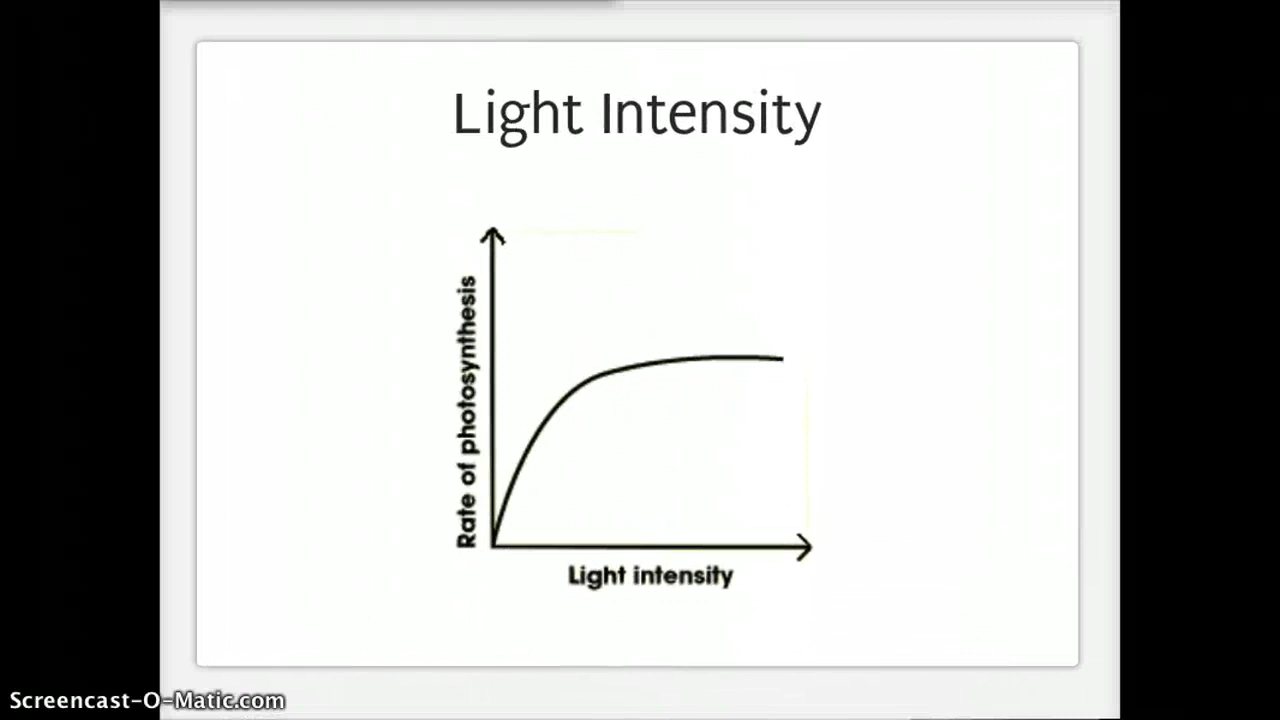 Light Intensity
Rate of photosynthesis
Light intensity
Screencast-O-Matic.com